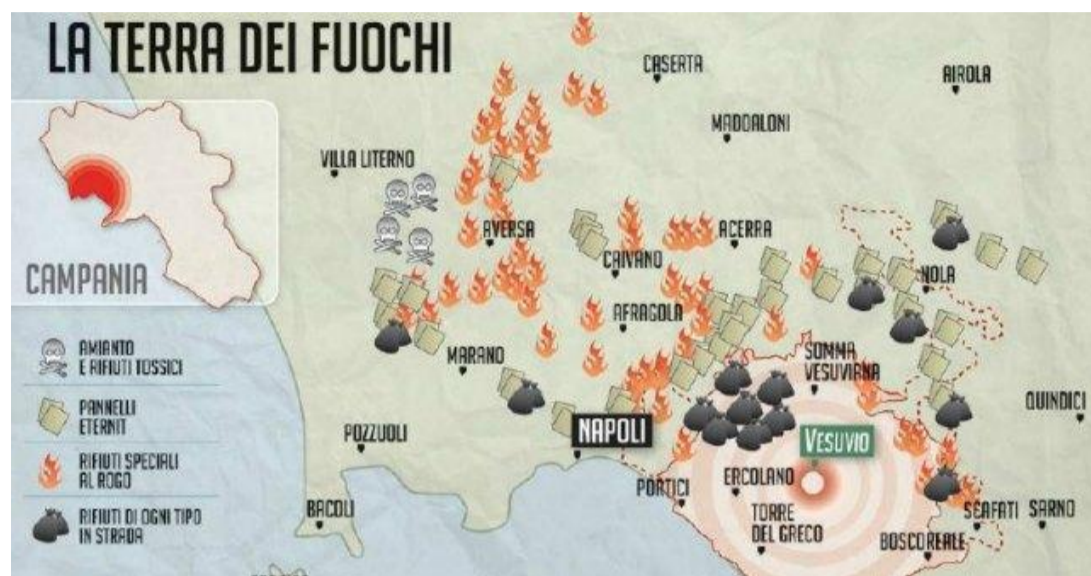 LA TERRA DEI FUOCHI
CASERTA
AIROLA
MADDALONI
VILLA LITERNO
AVERSA
ACERRA
CAIVANO
CAMPANIA
NOLA
AFRAGOLA
AMIANTO
E RIFIUTI TOSSICI
MARANO
SOMMA
VESUVIANA
QUINDICI
PANNELLI
ETERNIT
POZZUOLI
NAPOLI
VESUVIO
RIFIUTI SPECIALI
AL ROGO
PORTICI
ERCOLANO
BACOLI
RIFIUTI DI OGNI TIPO
IN STRADA
TORRE
DEL GRECO
SCAFATI
SARNO
BOSCOREALE